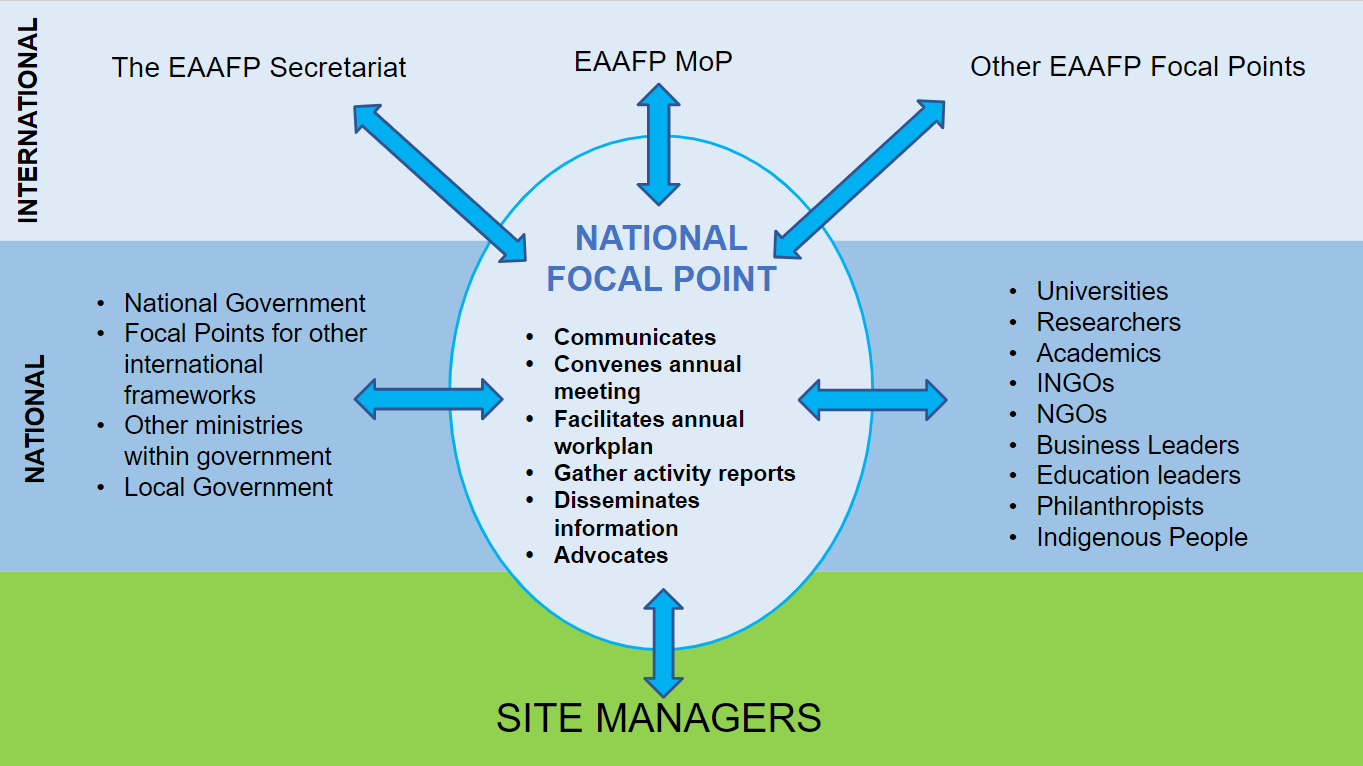 INTERNATIONAL
The EAAFP Secretariat
EAAFP MoP
Other EAAFP Focal Points
NATIONAL
FOCAL POINT
• Communicates
• Convenes annual
meeting
• Facilitates annual
workplan
• Gather activity reports
• Disseminates
information
• Advocates
NATIONAL
• National Government
• Focal Points for other
international
frameworks
• Other ministries
within government
• Local Government
• Universities
• Researchers
• Academics
• INGOs
• NGOs
• Business Leaders
• Education leaders
• Philanthropists
• Indigenous People
SITE MANAGERS